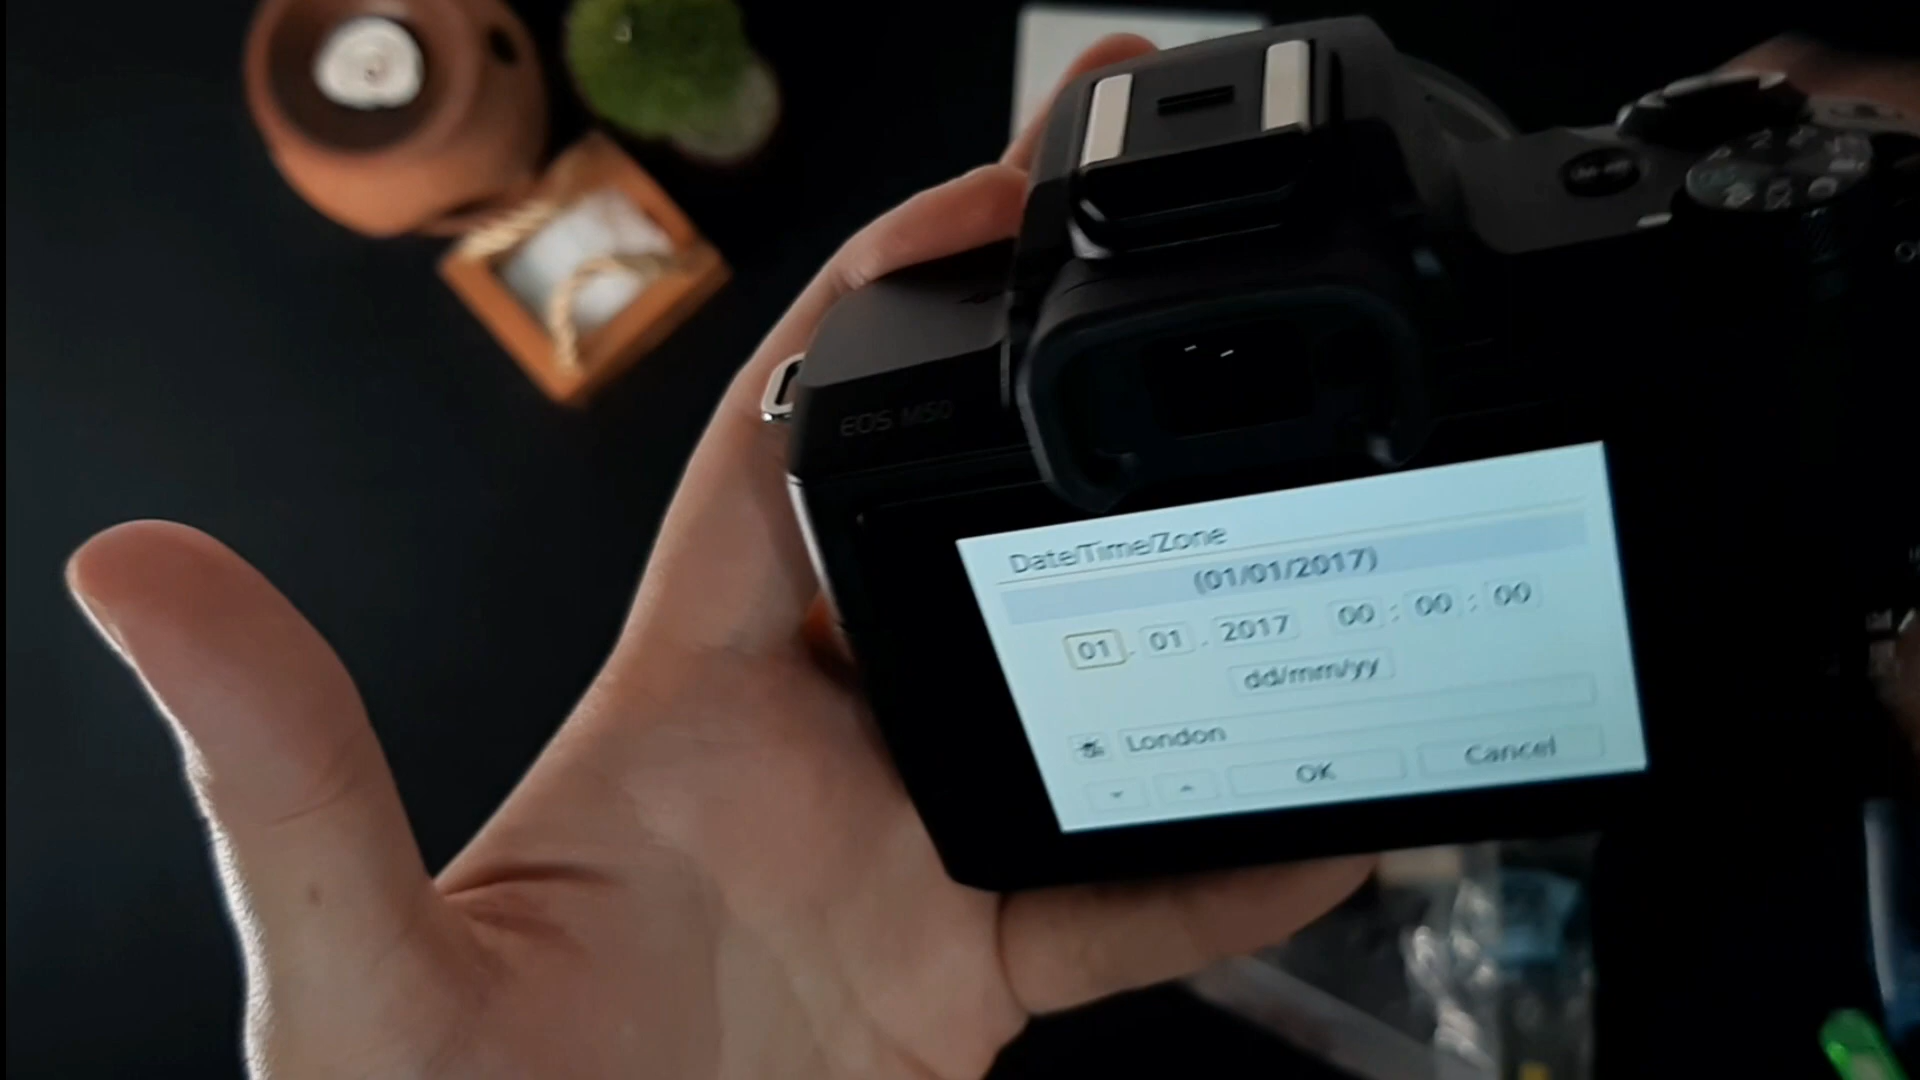 EOS M50
Date/Time/Zone
(01/01/2017)
01 . 01 . 2017 00 : 00 : 00
dd/mm/yy
London
OK Cancel